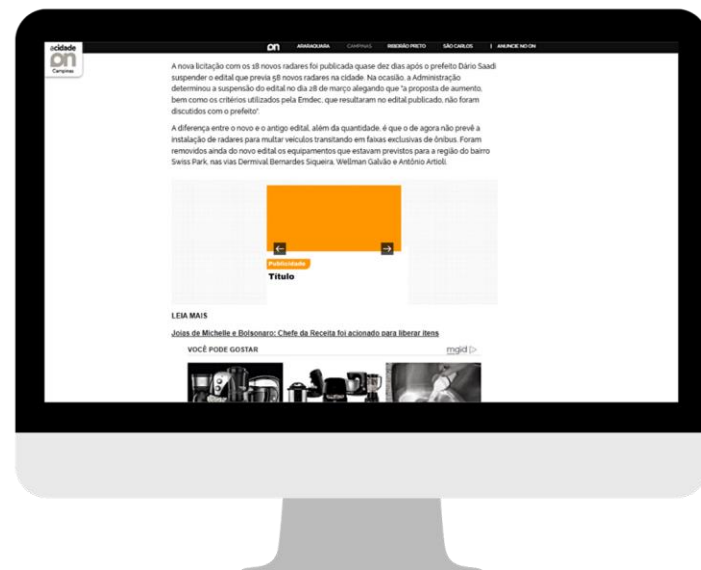 acidade
on
Campinas
on ARARAQUARA CAMPINAS RIBEIRÃO PRETO SÃO CARLOS | ANUNCIE NO ON
A nova licitação com os 18 novos radares foi publicada quase dez dias após o prefeito Dário Saadi
suspender o edital que previa 58 novos radares na cidade. Na ocasião, a Administração
determinou a suspensão do edital no dia 28 de março alegando que "a proposta de aumento,
bem como os critérios utilizados pela Emdec, que resultaram no edital publicado, não foram
discutidos com o prefeito".
A diferença entre o novo e o antigo edital, além da quantidade, é que o de agora não prevê a
instalação de radares para multar veículos transitando em faixas exclusivas de ônibus. Foram
removidos ainda do novo edital os equipamentos que estavam previstos para a região do bairro
Swiss Park, nas vias Dermival Bernardes Siqueira, Wellman Galvão e Antônio Artioli.
Publicidade
Título
LEIA MAIS
Joias de Michelle e Bolsonaro: Chefe da Receita foi acionado para liberar itens
VOCÊ PODE GOSTAR mgid